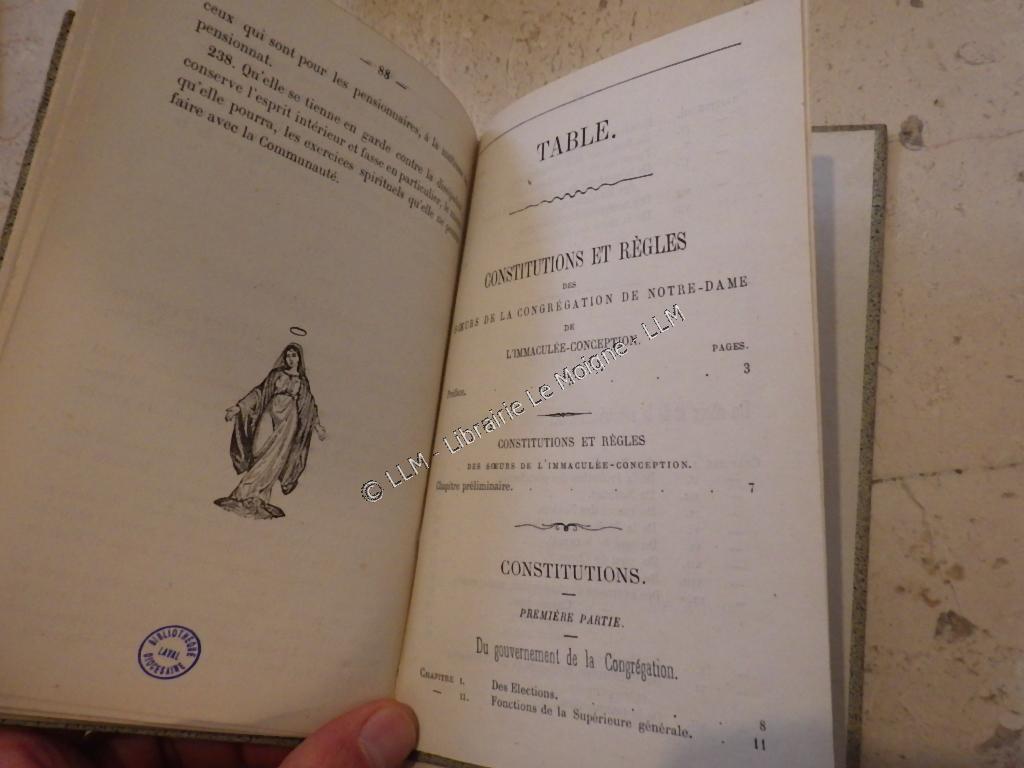 — 88 —
ceux qui sont pour les pensionnaires, à la
pensionnat.
238. Qu'elle se tienne en garde contre la
conserve l'esprit intérieur et fasse en particulier, le
qu'elle pourra, les exercices spirituels qu'elle ne
faire avec la Communauté.
BIBLIOTHÈQUE
LAVAL
DIOCÉSAINE
TABLE.
CONSTITUTIONS ET RÈGLES
DES
SŒURS DE LA CONGRÉGATION DE NOTRE-DAME
DE
L'IMMACULÉE-CONCEPTION.
PAGES.
Préface. . . . . . 3
CONSTITUTIONS ET RÈGLES
DES SŒURS DE L'IMMACULÉE-CONCEPTION.
Chapitre préliminaire. . . . . . 7
CONSTITUTIONS.
PREMIÈRE PARTIE.
Du gouvernement de la Congrégation.
CHAPITRE I. Des Elections. . . . . 8
— II. Fonctions de la Supérieure générale. . . 11
© LLM - Librairie Le Moigne - LLM